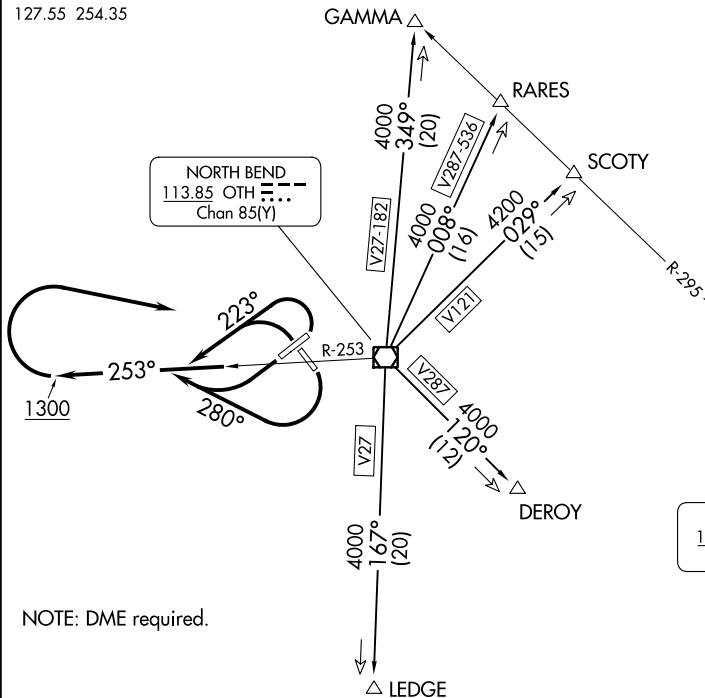 127.55 254.35
GAMMA
RARES
SCOTY
4000
349°
(20)
V27-182
V287-536
4000
008°
(16)
4200
029°
(15)
V121
R-295
NORTH BEND
113.85 OTH
Chan 85(Y)
223°
R-253
253°
1300
280°
V287
4000
120°
(12)
DEROY
V27
4000
167°
(20)
NOTE: DME required.
LEDGE